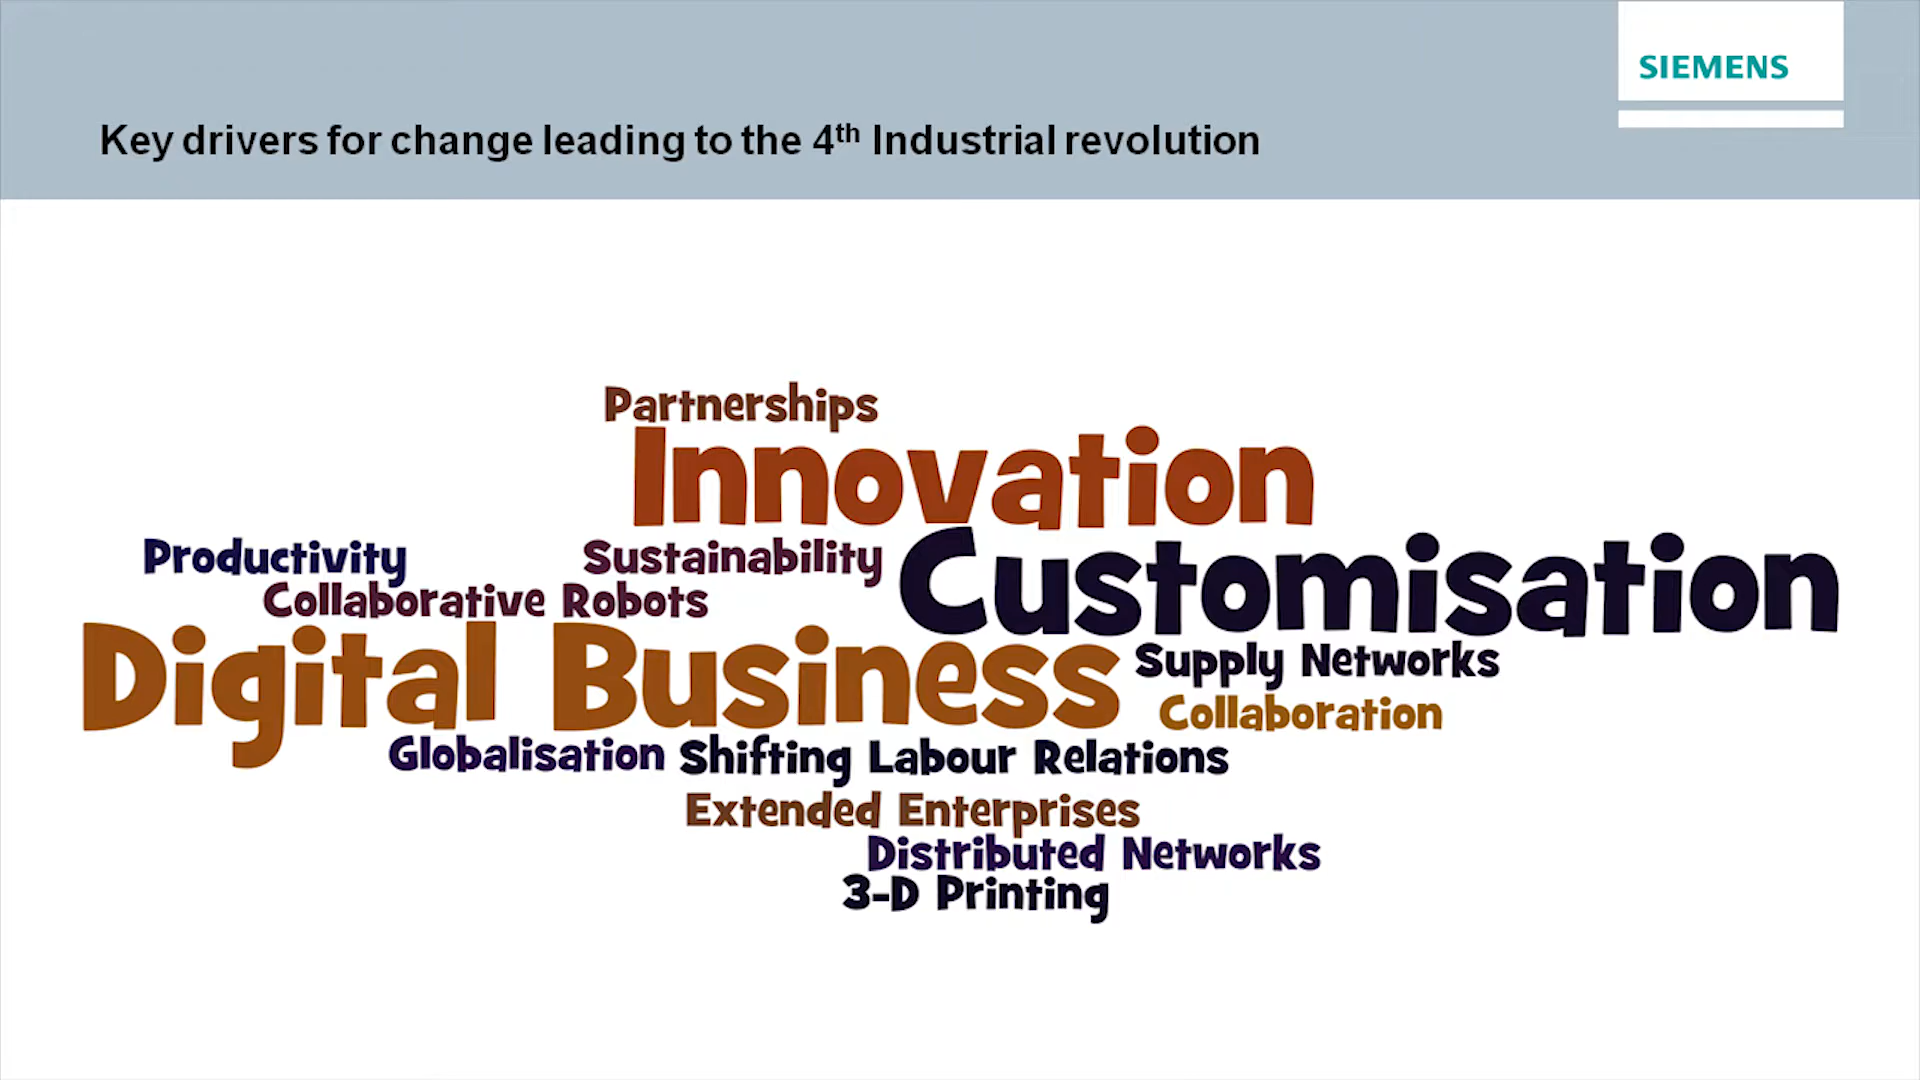 SIEMENS
Key drivers for change leading to the 4th Industrial revolution
Partnerships
Innovation
Productivity
Sustainability
Customisation
Collaborative Robots
Digital Business
Supply Networks
Collaboration
Globalisation
Shifting Labour Relations
Extended Enterprises
Distributed Networks
3-D Printing